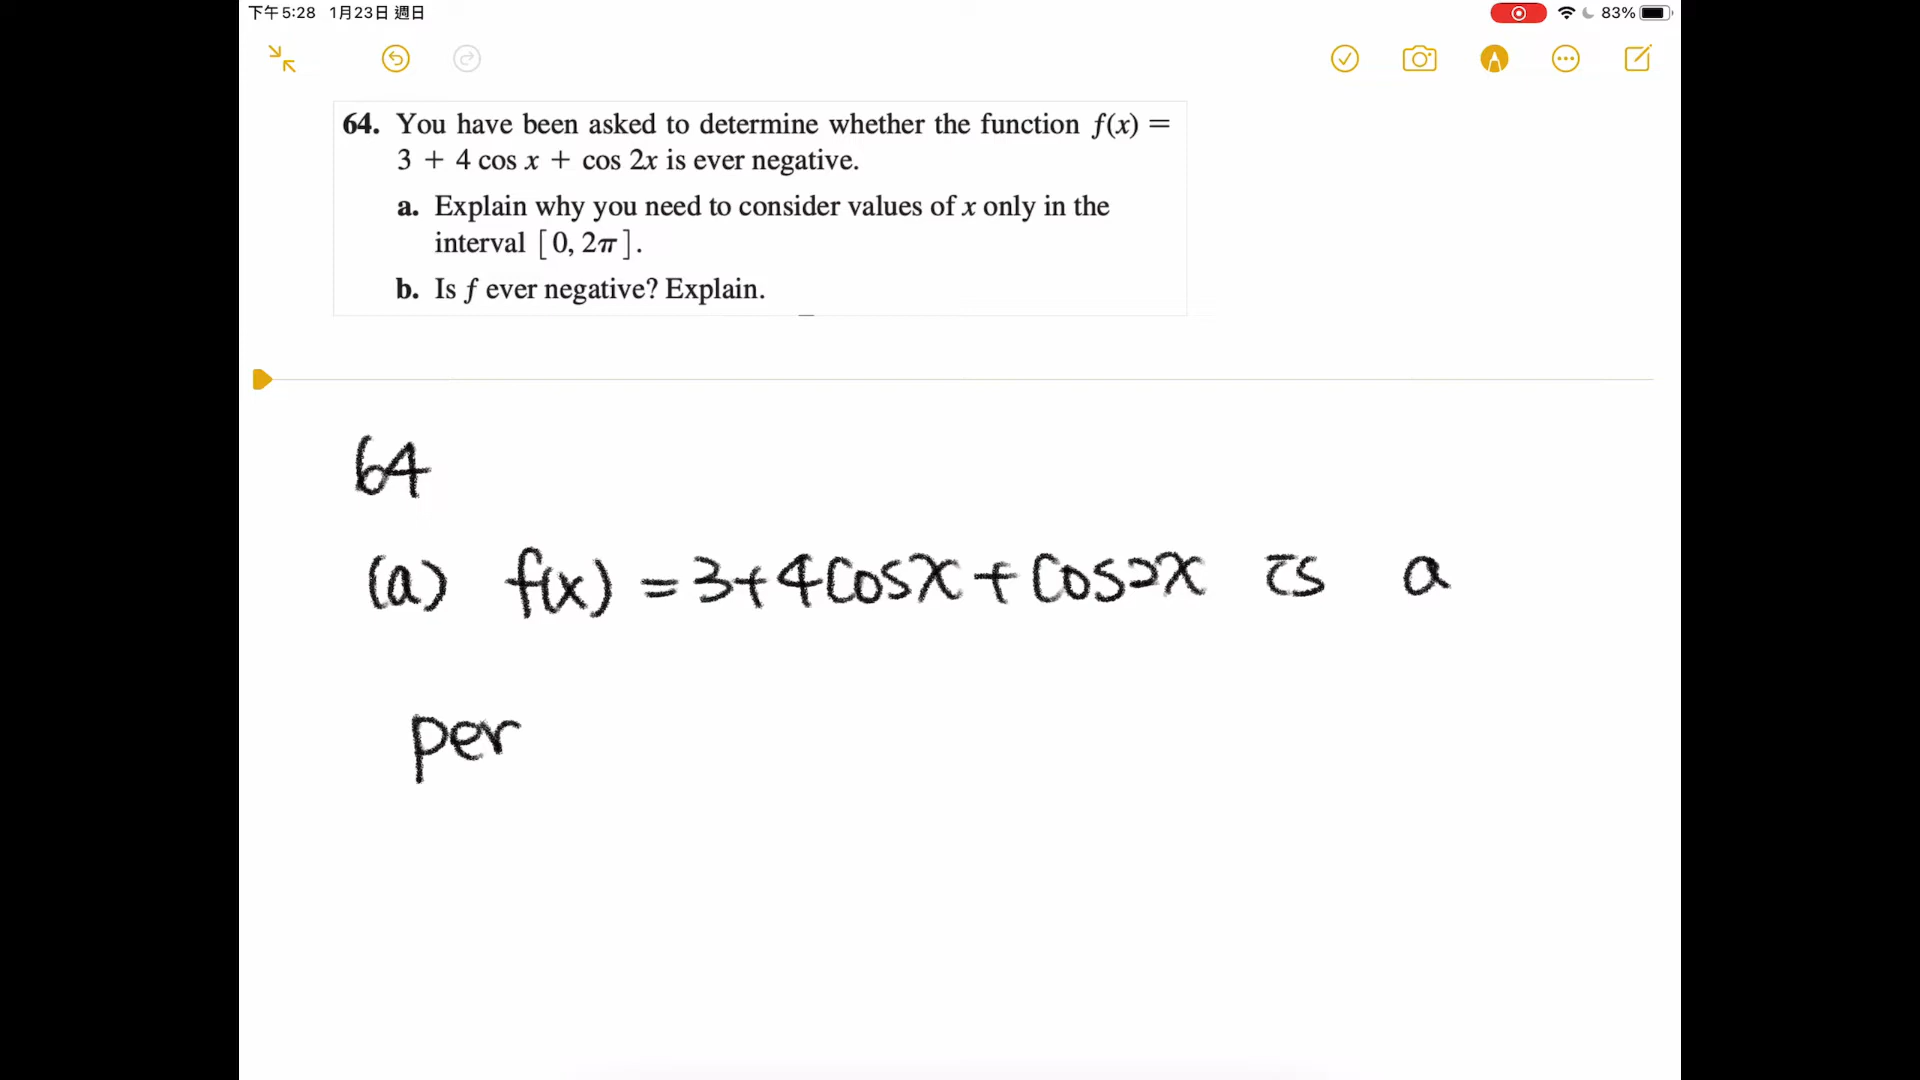 下午5:28 1月23日 週日
83%
64. You have been asked to determine whether the function f(x) =
3 + 4 cos x + cos 2x is ever negative.
a. Explain why you need to consider values of x only in the
interval [0, 2π].
b. Is f ever negative? Explain.
64
(a) f(x) = 3+4cosx+cos2x is a
per